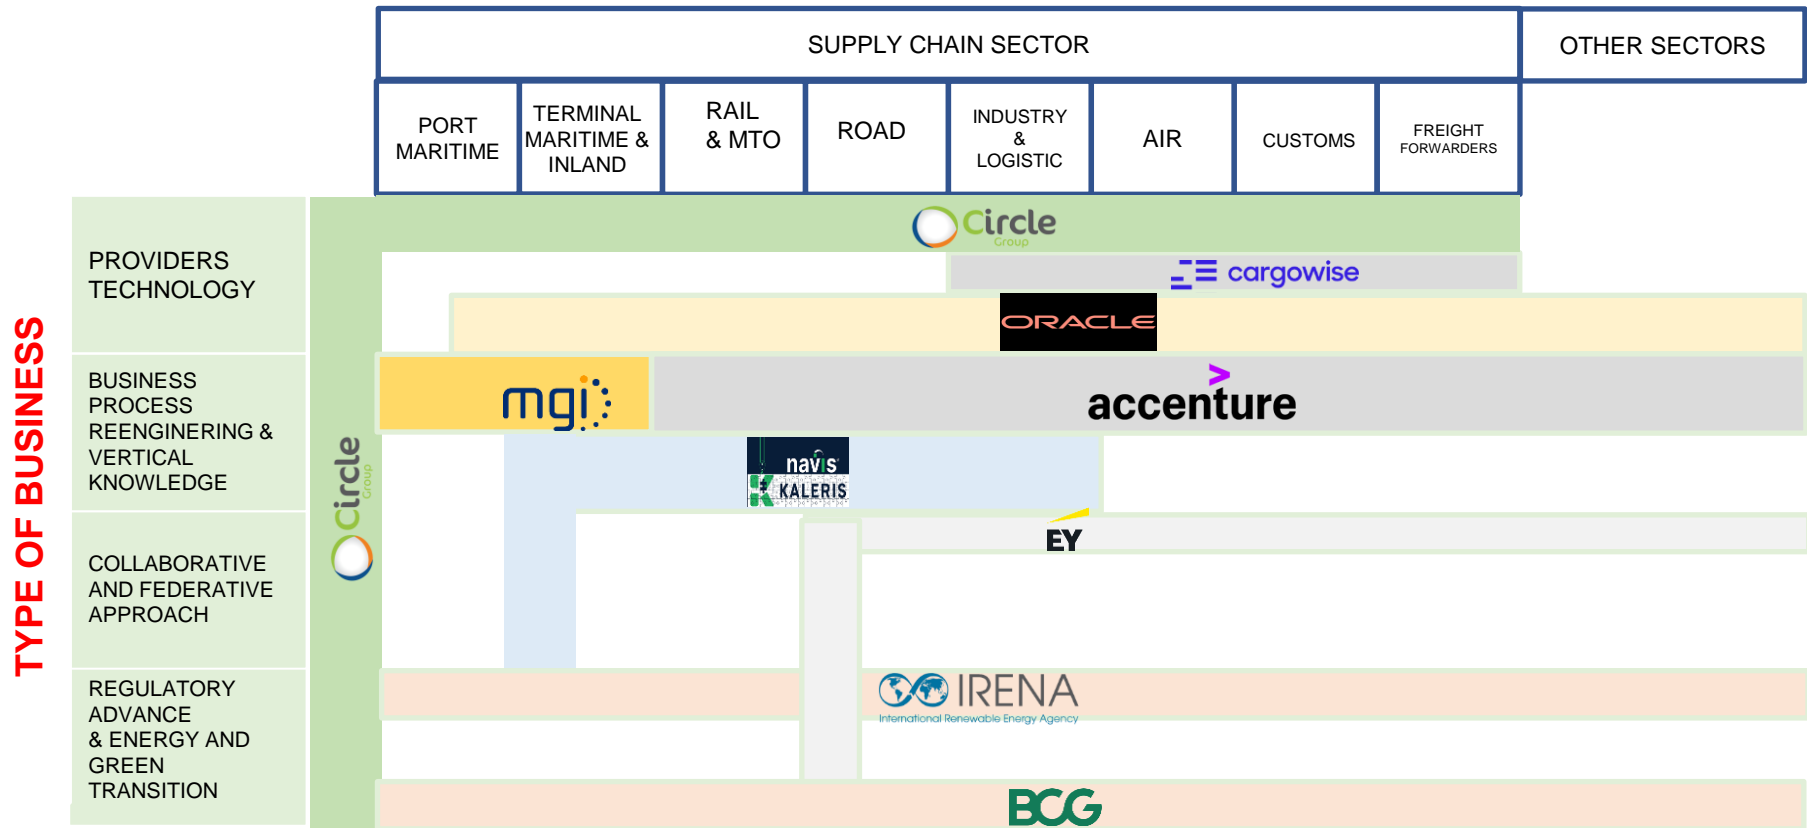 SUPPLY CHAIN SECTOR
OTHER SECTORS
PORT
MARITIME
TERMINAL
MARITIME &
INLAND
RAIL
& MTO
ROAD
INDUSTRY
&
LOGISTIC
AIR
CUSTOMS
FREIGHT
FORWARDERS
TYPE OF BUSINESS
PROVIDERS
TECHNOLOGY
Circle
Group
cargowise
ORACLE
BUSINESS
PROCESS
REENGINERING &
VERTICAL
KNOWLEDGE
Circle
Group
mgi
accenture
navis
KALERIS
COLLABORATIVE
AND FEDERATIVE
APPROACH
EY
REGULATORY
ADVANCE
& ENERGY AND
GREEN
TRANSITION
IRENA
International Renewable Energy Agency
BCG